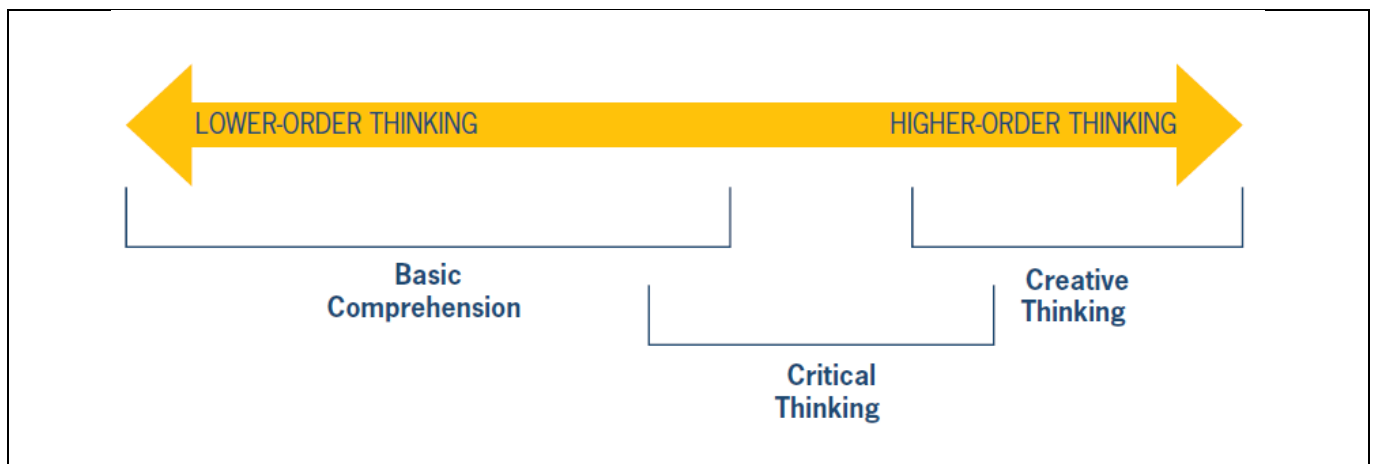 LOWER-ORDER THINKING
HIGHER-ORDER THINKING
Basic
Comprehension
Creative
Thinking
Critical
Thinking